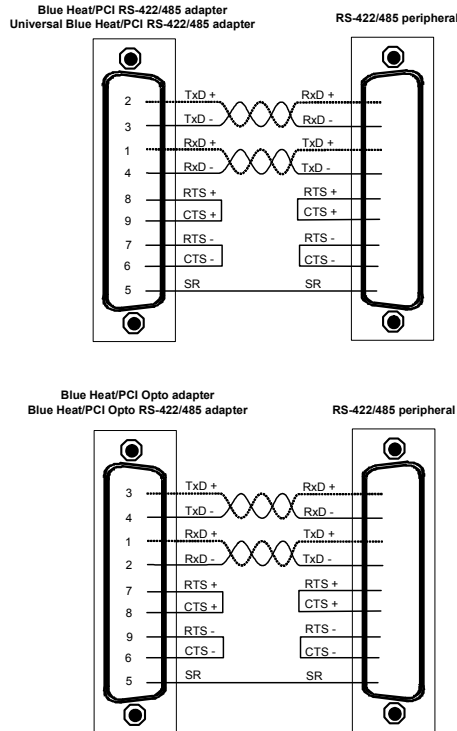 Blue Heat/PCI RS-422/485 adapter
Universal Blue Heat/PCI RS-422/485 adapter
RS-422/485 peripheral
2 TxD + RxD +
3 TxD - RxD -
1 RxD + TxD +
4 RxD - TxD -
8 RTS + RTS +
9 CTS + CTS +
7 RTS - RTS -
6 CTS - CTS -
5 SR SR
Blue Heat/PCI Opto adapter
Blue Heat/PCI Opto RS-422/485 adapter
RS-422/485 peripheral
3 TxD + RxD +
4 TxD - RxD -
1 RxD + TxD +
2 RxD - TxD -
7 RTS + RTS +
8 CTS + CTS +
9 RTS - RTS -
6 CTS - CTS -
5 SR SR